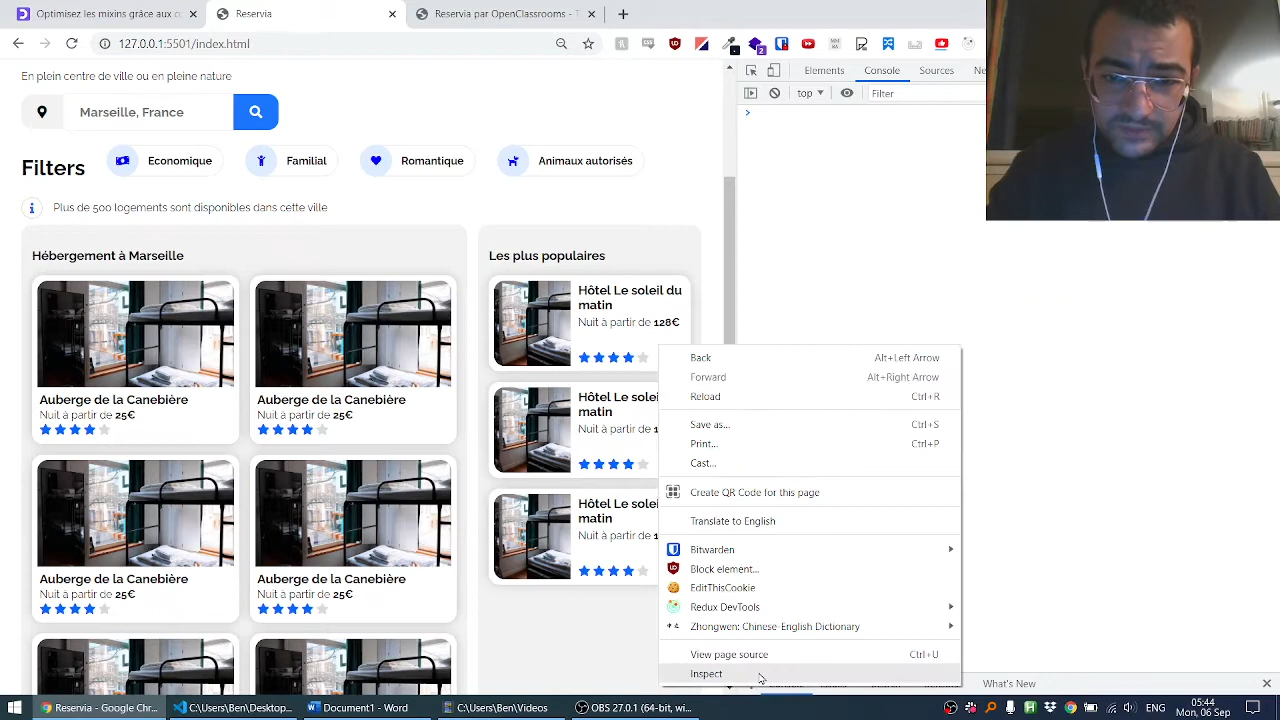 Optimisez les mixins grâce aux c
Reservia
Reservia par OpenClassrooms - T
127.0.0.1:5501/index.html
Elements
Console
Sources
Ne
top
Filter
En plein centre de ville ou en pleine nature
Marseille, France
Filters
Economique
Familial
Romantique
Animaux autorisés
Plus de 500 logements sont disponibles dans cette ville
Hébergement à Marseille
Auberge de la Canebière
Nuit à partir de 25€
Auberge de la Canebière
Nuit à partir de 25€
Auberge de la Canebière
Nuit à partir de 25€
Auberge de la Canebière
Nuit à partir de 25€
Les plus populaires
Hôtel Le soleil du
matin
Nuit à partir de 128€
Hôtel Le solei
matin
Nuit à partir de 1
Hôtel Le solei
matin
Nuit à partir de 1
Back Alt+Left Arrow
Forward Alt+Right Arrow
Reload Ctrl+R
Save as... Ctrl+S
Print... Ctrl+P
Cast...
Create QR Code for this page
Translate to English
Bitwarden
Block element...
EditThisCookie
Redux DevTools
Zhongwen: Chinese-English Dictionary
View page source Ctrl+U
Inspect
What's New
Reservia - Google Chr...
C:\Users\Ben\Desktop...
Document1 - Word
C:\Users\Ben\Videos
OBS 27.0.1 (64-bit, wi...
ENG
05:44
Mon, 06 Sep